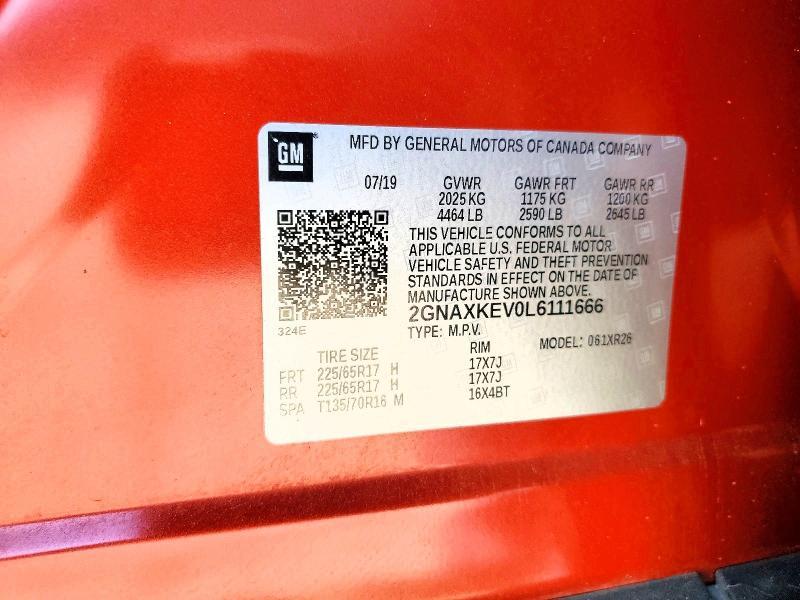 GM
MFD BY GENERAL MOTORS OF CANADA COMPANY
07/19 GVWR GAWR FRT GAWR RR
2025 KG 1175 KG 1200 KG
4464 LB 2590 LB 2645 LB
THIS VEHICLE CONFORMS TO ALL
APPLICABLE U.S. FEDERAL MOTOR
VEHICLE SAFETY AND THEFT PREVENTION
STANDARDS IN EFFECT ON THE DATE OF
MANUFACTURE SHOWN ABOVE.
2GNAXKEV0L6111666
324E
TYPE: M.P.V. MODEL: 061XR26
TIRE SIZE RIM
FRT 225/65R17 H 17X7J
RR 225/65R17 H 17X7J
SPA T135/70R16 M 16X4BT